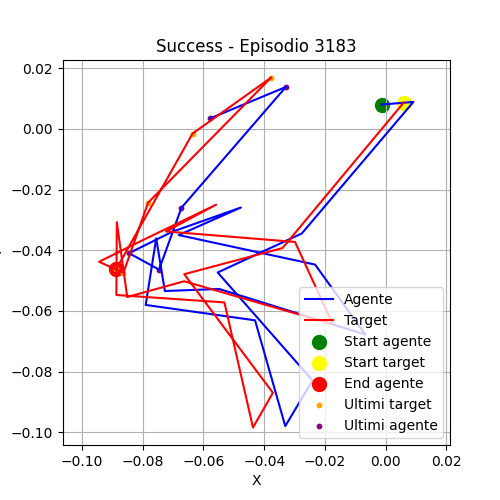 Success - Episodio 3183
0.02
0.00
−0.02
−0.04
−0.06
−0.08
−0.10
−0.10
−0.08
−0.06
−0.04
−0.02
0.00
0.02
X
Agente
Target
Start agente
Start target
End agente
Ultimi target
Ultimi agente